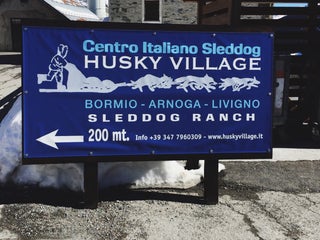 Centro Italiano Sleddog
HUSKY VILLAGE
BORMIO - ARNOGA - LIVIGNO
SLEDDOG RANCH
200 mt. Info +39 347 7960309 - www.huskyvillage.it